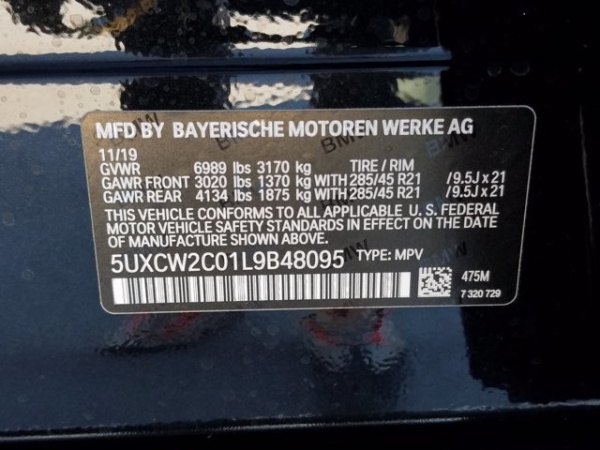 MFD BY BAYERISCHE MOTOREN WERKE AG
11/19
GVWR 6989 lbs 3170 kg TIRE / RIM
GAWR FRONT 3020 lbs 1370 kg WITH 285/45 R21 /9.5J x 21
GAWR REAR 4134 lbs 1875 kg WITH 285/45 R21 /9.5J x 21
THIS VEHICLE CONFORMS TO ALL APPLICABLE U. S. FEDERAL
MOTOR VEHICLE SAFETY STANDARDS IN EFFECT ON THE DATE
OF MANUFACTURE SHOWN ABOVE.
5UXCW2C01L9B48095 TYPE: MPV
475M
7 320 729